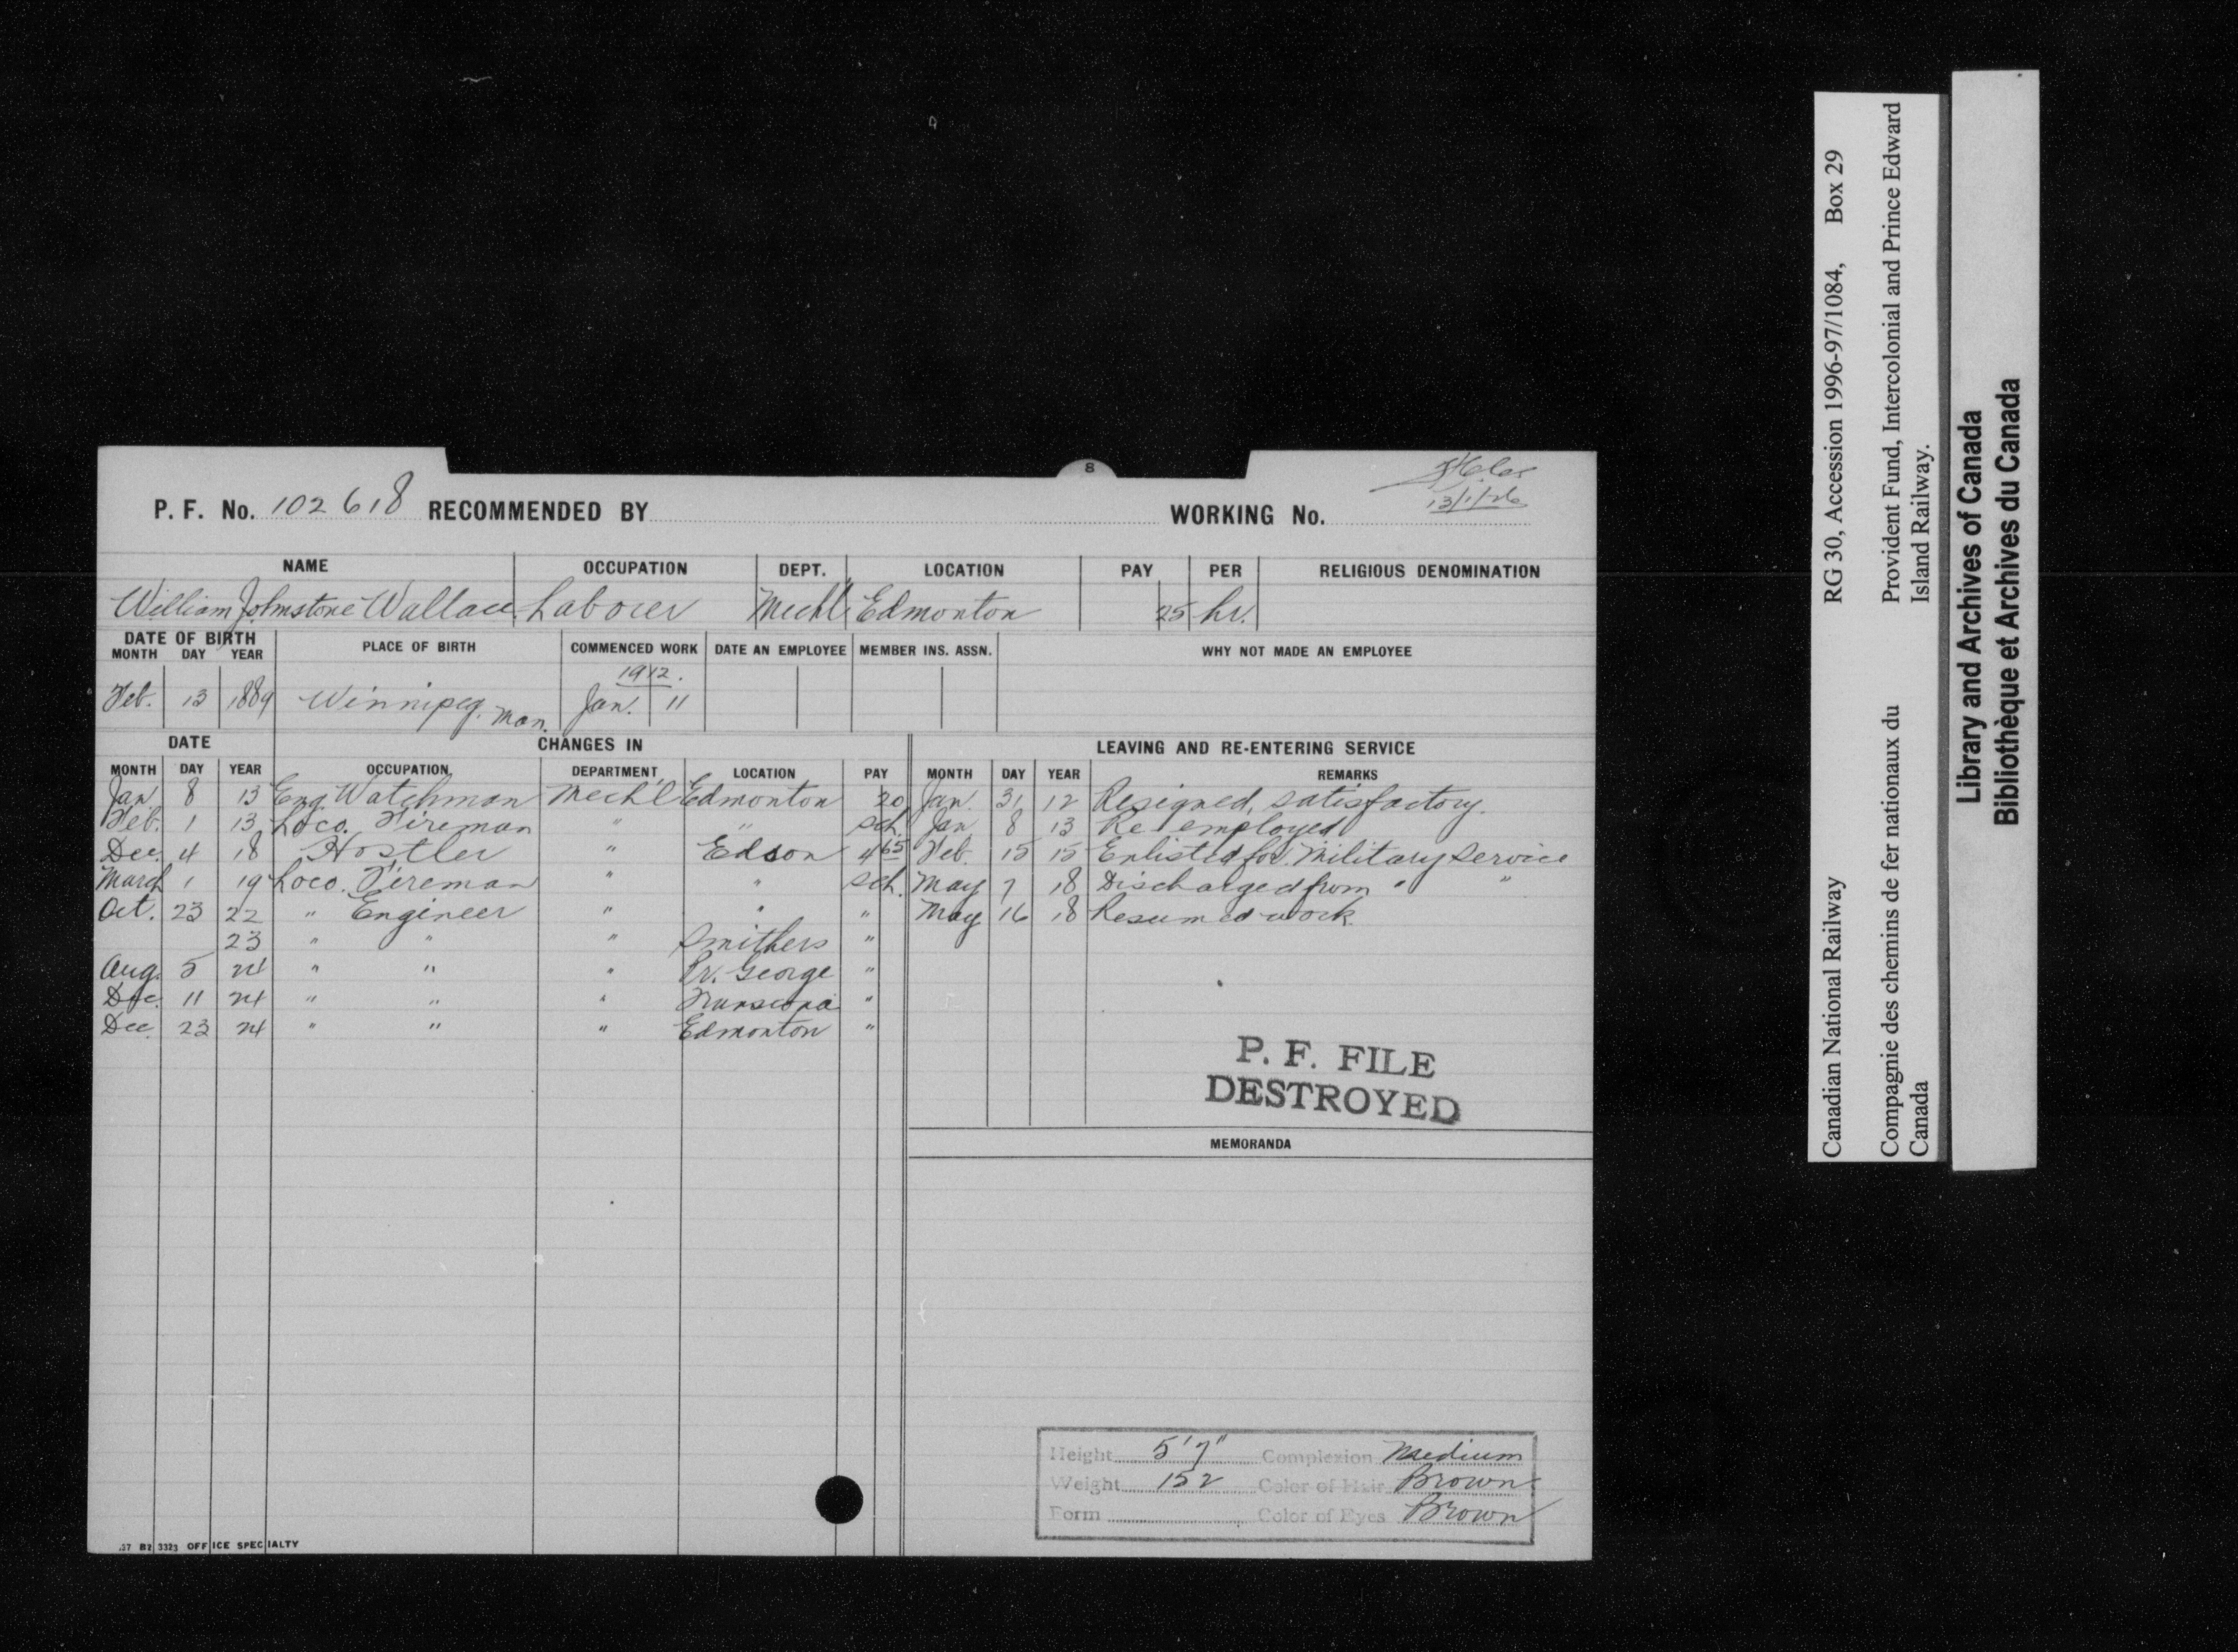 8
P. F. No. 102618 RECOMMENDED BY WORKING No.
13/1/26
NAME OCCUPATION DEPT. LOCATION PAY PER RELIGIOUS DENOMINATION
William Johnstone Wallace Laborer Mechl Edmonton 25 hr.
DATE OF BIRTH
MONTH DAY YEAR PLACE OF BIRTH COMMENCED WORK DATE AN EMPLOYEE MEMBER INS. ASSN. WHY NOT MADE AN EMPLOYEE
1912.
Feb. 13 1889 Winnipeg. Man. Jan. 11
DATE CHANGES IN LEAVING AND RE-ENTERING SERVICE
MONTH DAY YEAR OCCUPATION DEPARTMENT LOCATION PAY MONTH DAY YEAR REMARKS
Jan. 8 13 Eng. Watchman Mechl Edmonton 20 Jan. 31 12 Resigned, satisfactory.
Feb. 1 13 Loco. Fireman " " sch. Jan 8 13 Re employed
Dec. 4 18 Hostler " Edson 4 65 Feb. 15 15 Enlisted for Military Service
March 1 19 Loco. Fireman " " sch. May 7 18 Discharged from " "
Oct. 23 22 " Engineer " " " May 16 18 Resumed work.
23 " " " Smithers "
Aug. 5 24 " " " Pr. George "
Dec. 11 24 " " " Transcona "
Dec. 23 24 " " " Edmonton "
P. F. FILE
DESTROYED
MEMORANDA
Height 5'7" Complexion Medium
Weight 152 Color of Hair Brown
Form Color of Eyes Brown
37 B2 3323 OFFICE SPECIALTY
Canadian National Railway RG 30, Accession 1996-97/1084, Box 29
Compagnie des chemins de fer nationaux du Canada
Provident Fund, Intercolonial and Prince Edward Island Railway.
Library and Archives of Canada
Bibliothèque et Archives du Canada